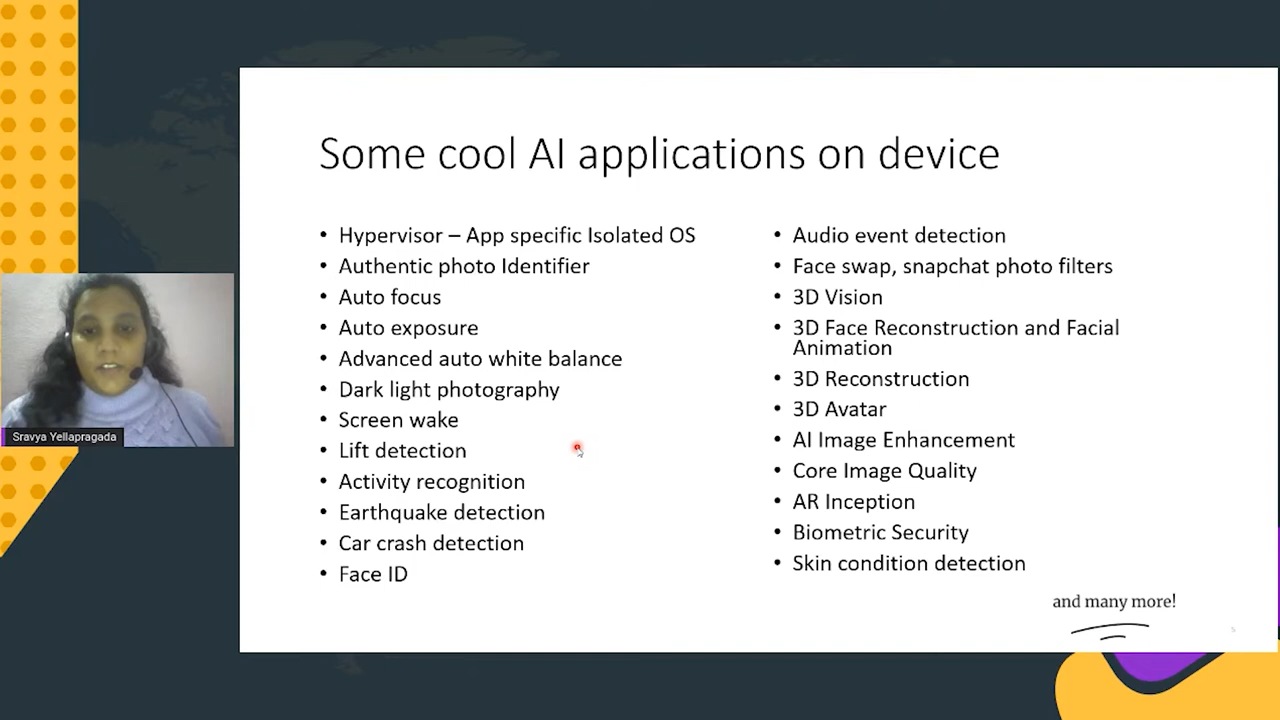 Some cool AI applications on device
• Hypervisor – App specific Isolated OS
• Authentic photo Identifier
• Auto focus
• Auto exposure
• Advanced auto white balance
• Dark light photography
• Screen wake
• Lift detection
• Activity recognition
• Earthquake detection
• Car crash detection
• Face ID
• Audio event detection
• Face swap, snapchat photo filters
• 3D Vision
• 3D Face Reconstruction and Facial
Animation
• 3D Reconstruction
• 3D Avatar
• AI Image Enhancement
• Core Image Quality
• AR Inception
• Biometric Security
• Skin condition detection
and many more!
5
Sravya Yellapragada